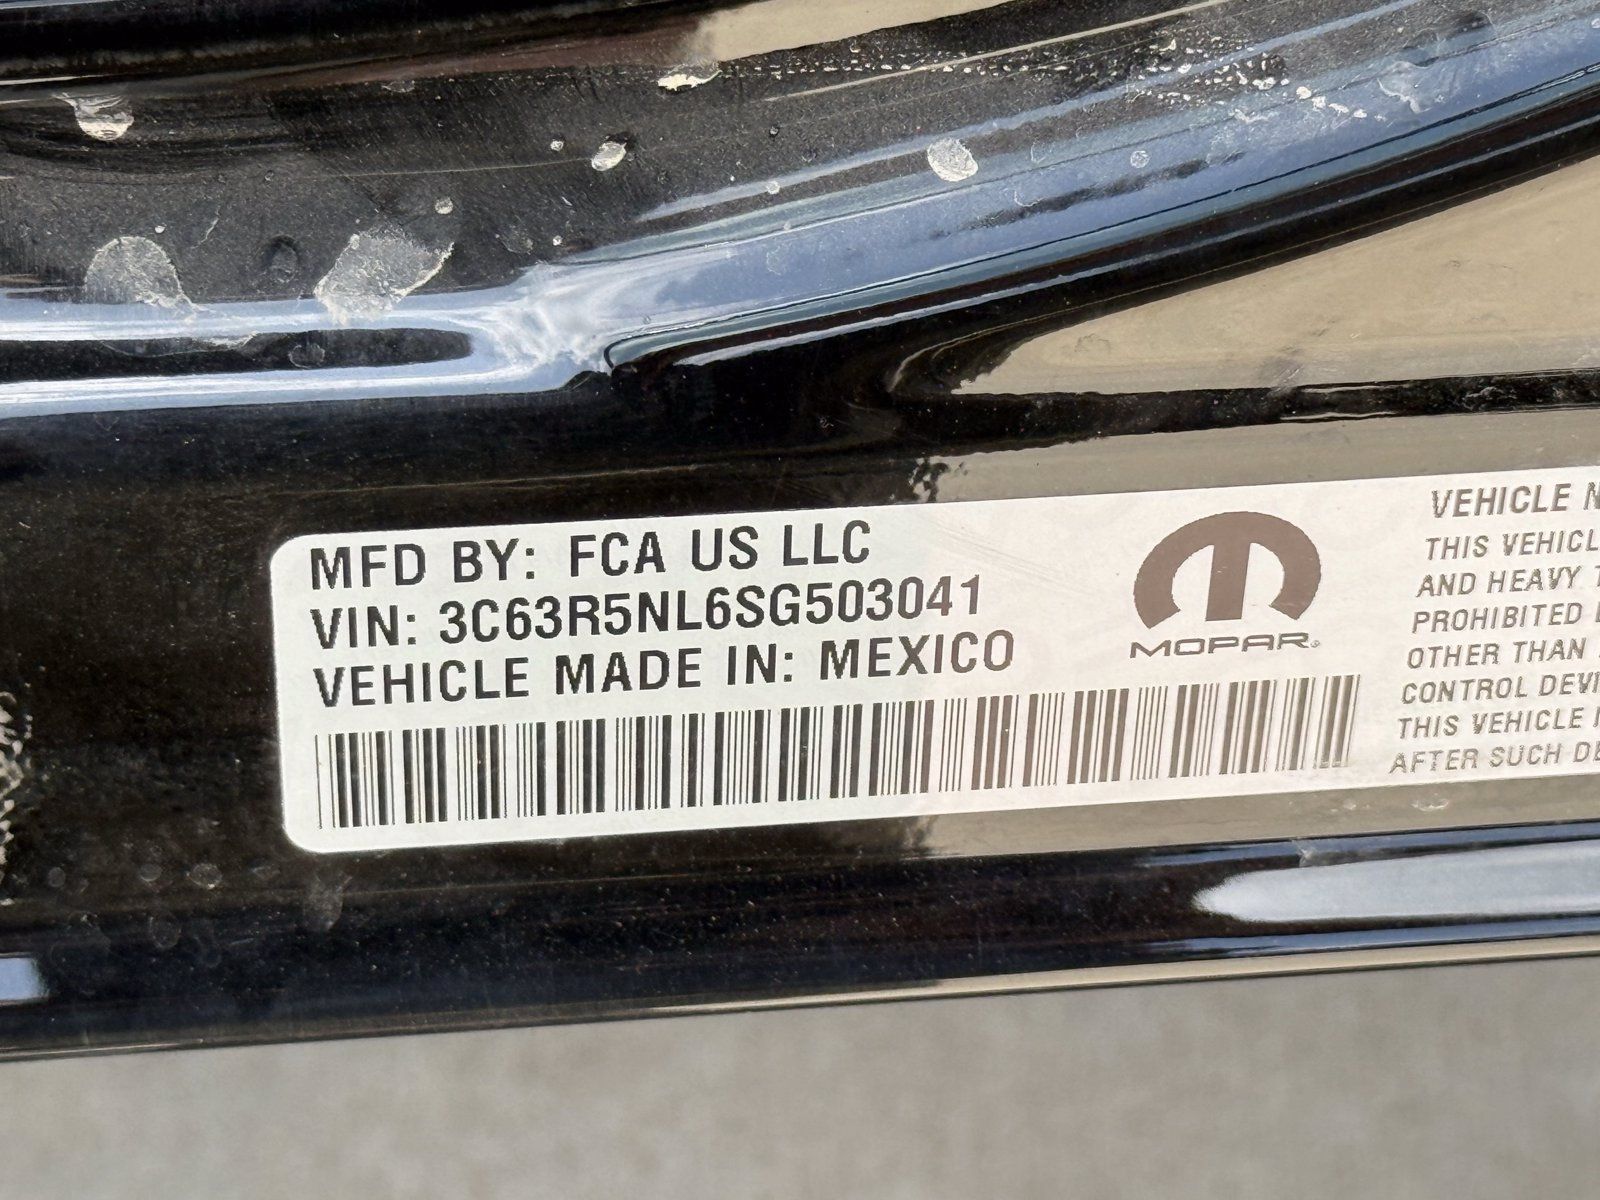 MFD BY: FCA US LLC
VIN: 3C63R5NL6SG503041
VEHICLE MADE IN: MEXICO
MOPAR®
VEHICLE
THIS VEHICL
AND HEAVY
PROHIBITED
OTHER THAN
CONTROL DEVI
THIS VEHICLE
AFTER SUCH DE